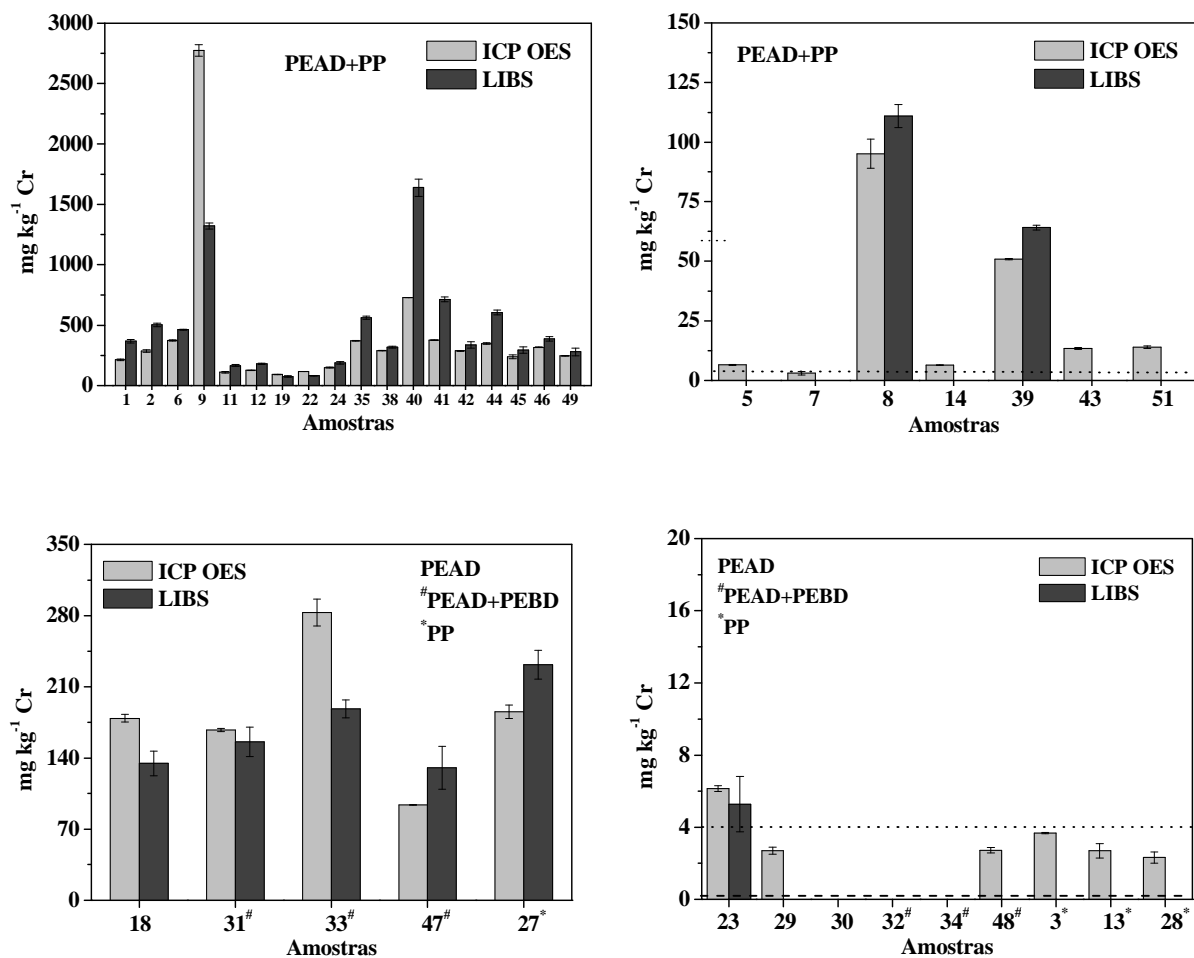 3000
2500
2000
1500
1000
500
0
mg kg⁻¹ Cr
PEAD+PP
ICP OES
LIBS
1 2 6 9 11 12 19 22 24 35 38 40 41 42 44 45 46 49
Amostras
150
125
100
75
50
25
0
mg kg⁻¹ Cr
PEAD+PP
ICP OES
LIBS
5 7 8 14 39 43 51
Amostras
350
280
210
140
70
0
mg kg⁻¹ Cr
ICP OES
LIBS
PEAD
#PEAD+PEBD
*PP
18 31# 33# 47# 27*
Amostras
20
16
12
8
4
0
mg kg⁻¹ Cr
PEAD
#PEAD+PEBD
*PP
ICP OES
LIBS
23 29 30 32# 34# 48# 3* 13* 28*
Amostras